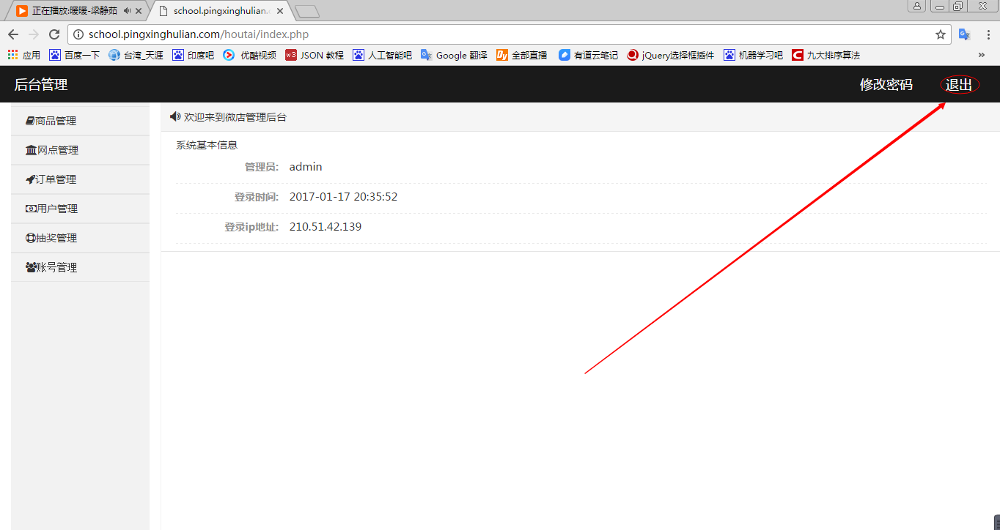 正在播放:暖暖-梁静茹
school.pingxinghulian.
school.pingxinghulian.com/houtai/index.php
应用 百度一下 台湾_天涯 印度吧 优酷视频 JSON 教程 人工智能吧 Google 翻译 全部直播 有道云笔记 jQuery选择框插件 机器学习吧 九大排序算法 »
后台管理 修改密码 退出
商品管理
网点管理
订单管理
用户管理
抽奖管理
账号管理
欢迎来到微店管理后台
系统基本信息
管理员: admin
登录时间: 2017-01-17 20:35:52
登录ip地址: 210.51.42.139